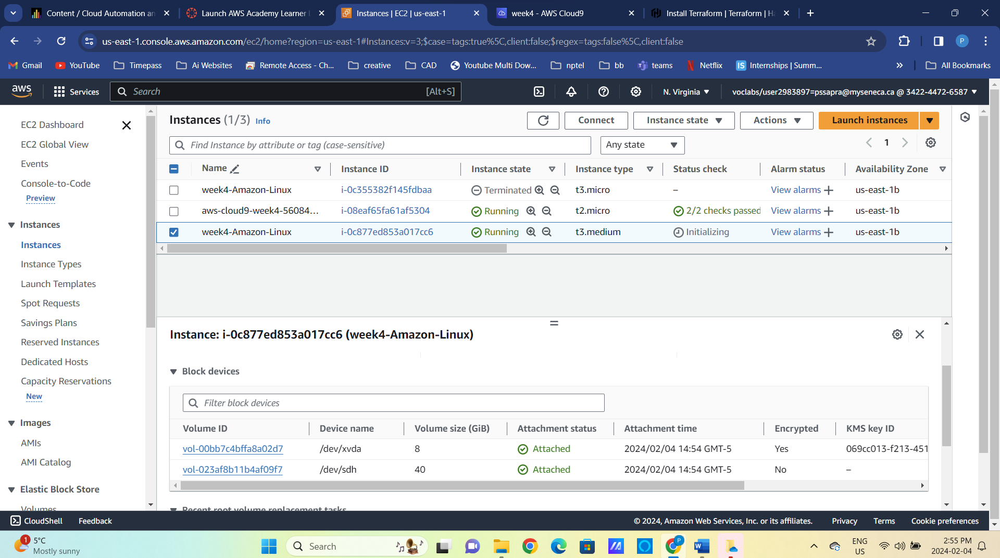 Content / Cloud Automation an
Launch AWS Academy Learner
Instances | EC2 | us-east-1
week4 - AWS Cloud9
Install Terraform | Terraform | Ha
us-east-1.console.aws.amazon.com/ec2/home?region=us-east-1#Instances:v=3;$case=tags:true%5C,client:false;$regex=tags:false%5C,client:false
P
Gmail
YouTube
Timepass
Ai Websites
Remote Access - Ch...
creative
CAD
Youtube Multi Dow...
nptel
bb
teams
Netflix
IS Internships | Summ...
All Bookmarks
aws
Services
Search
[Alt+S]
N. Virginia
voclabs/user2983897=pssapra@myseneca.ca @ 3422-4472-6587
EC2 Dashboard
EC2 Global View
Events
Console-to-Code
Preview
Instances
Instances
Instance Types
Launch Templates
Spot Requests
Savings Plans
Reserved Instances
Dedicated Hosts
Capacity Reservations
New
Images
AMIs
AMI Catalog
Elastic Block Store
Volumes
Instances (1/3) Info
Connect
Instance state
Actions
Launch instances
Find Instance by attribute or tag (case-sensitive)
Any state
1
Name Instance ID Instance state Instance type Status check Alarm status Availability Zone
week4-Amazon-Linux i-0c355382f145fdbaa Terminated t3.micro – View alarms + us-east-1b
aws-cloud9-week4-56084... i-08eaf65fa61af5304 Running t2.micro 2/2 checks passed View alarms + us-east-1b
week4-Amazon-Linux i-0c877ed853a017cc6 Running t3.medium Initializing View alarms + us-east-1b
Instance: i-0c877ed853a017cc6 (week4-Amazon-Linux)
Block devices
Filter block devices
Volume ID Device name Volume size (GiB) Attachment status Attachment time Encrypted KMS key ID
vol-00bb7c4bffa8a02d7 /dev/xvda 8 Attached 2024/02/04 14:54 GMT-5 Yes 069cc013-f213-451
vol-023af8b11b4af09f7 /dev/sdh 40 Attached 2024/02/04 14:54 GMT-5 No –
Recent root volume replacement tasks
CloudShell
Feedback
© 2024, Amazon Web Services, Inc. or its affiliates.
Privacy
Terms
Cookie preferences
1
5°C
Mostly sunny
Search
P
ENG
US
2:55 PM
2024-02-04